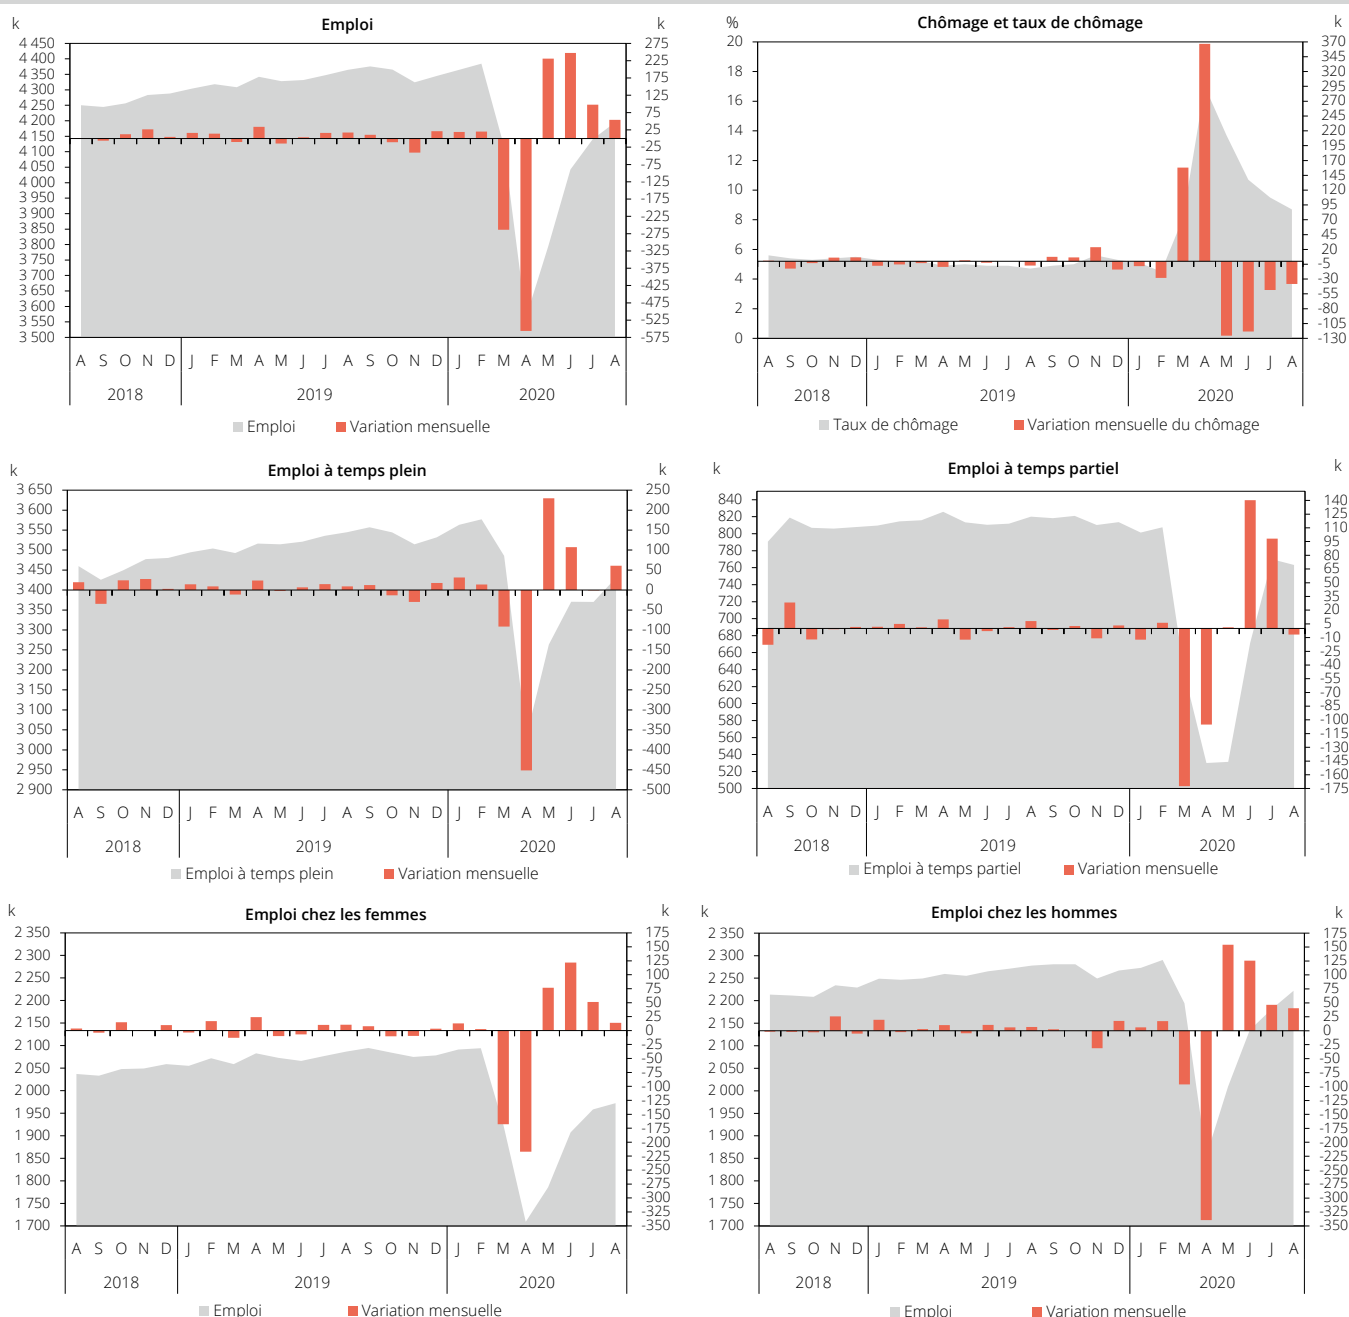 Emploi
k k
4 450 275
4 400 225
4 350 175
4 300 125
4 250 75
4 200 25
4 150 -25
4 100 -75
4 050 -125
4 000 -175
3 950 -225
3 900 -275
3 850 -325
3 800 -375
3 750 -425
3 700 -475
3 650 -525
3 600 -575
3 550
3 500
A S O N D J F M A M J J A S O N D J F M A M J J A
2018 2019 2020
Emploi Variation mensuelle
Chômage et taux de chômage
% k
20 370
18 345
16 320
14 295
12 270
10 245
8 220
6 195
4 170
2 145
0 120
95
70
45
20
-5
-30
-55
-80
-105
-130
A S O N D J F M A M J J A S O N D J F M A M J J A
2018 2019 2020
Taux de chômage Variation mensuelle du chômage
Emploi à temps plein
k k
3 650 250
3 600 200
3 550 150
3 500 100
3 450 50
3 400 0
3 350 -50
3 300 -100
3 250 -150
3 200 -200
3 150 -250
3 100 -300
3 050 -350
3 000 -400
2 950 -450
2 900 -500
A S O N D J F M A M J J A S O N D J F M A M J J A
2018 2019 2020
Emploi à temps plein Variation mensuelle
Emploi à temps partiel
k k
840 140
820 125
800 110
780 95
760 80
740 65
720 50
700 35
680 20
660 5
640 -10
620 -25
600 -40
580 -55
560 -70
540 -85
520 -100
500 -115
-130
-145
-160
-175
A S O N D J F M A M J J A S O N D J F M A M J J A
2018 2019 2020
Emploi à temps partiel Variation mensuelle
Emploi chez les femmes
k k
2 350 175
2 300 150
2 250 125
2 200 100
2 150 75
2 100 50
2 050 25
2 000 0
1 950 -25
1 900 -50
1 850 -75
1 800 -100
1 750 -125
1 700 -150
-175
-200
-225
-250
-275
-300
-325
-350
A S O N D J F M A M J J A S O N D J F M A M J J A
2018 2019 2020
Emploi Variation mensuelle
Emploi chez les hommes
k k
2 350 175
2 300 150
2 250 125
2 200 100
2 150 75
2 100 50
2 050 25
2 000 0
1 950 -25
1 900 -50
1 850 -75
1 800 -100
1 750 -125
1 700 -150
-175
-200
-225
-250
-275
-300
-325
-350
A S O N D J F M A M J J A S O N D J F M A M J J A
2018 2019 2020
Emploi Variation mensuelle